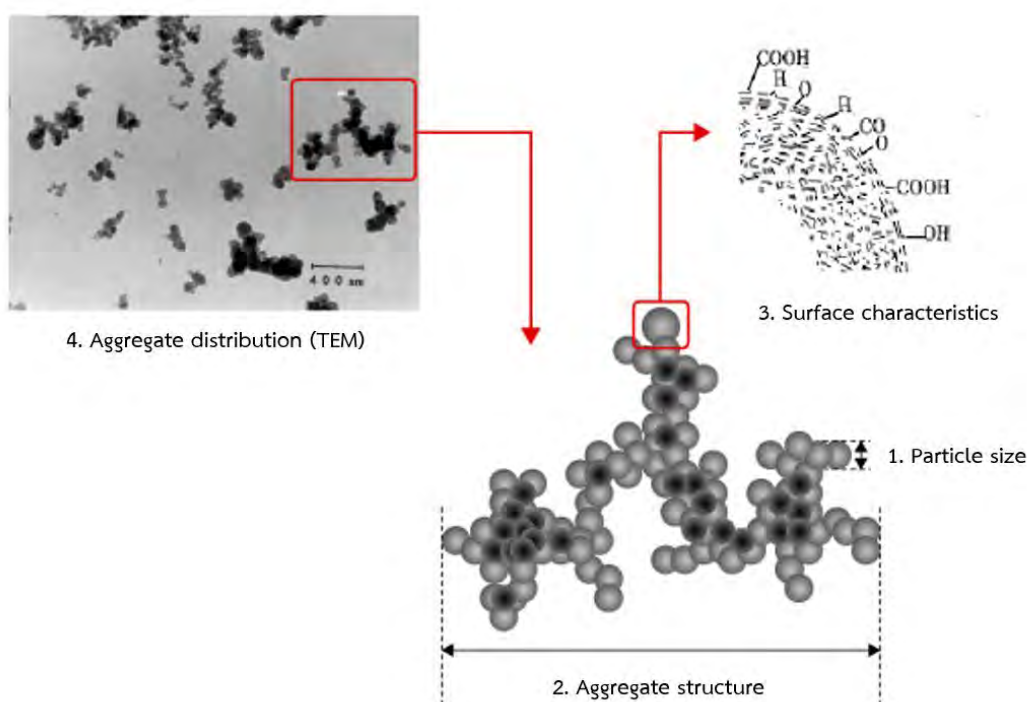 400 nm
4. Aggregate distribution (TEM)
COOH
H
O
H
CO
O
COOH
OH
3. Surface characteristics
1. Particle size
2. Aggregate structure